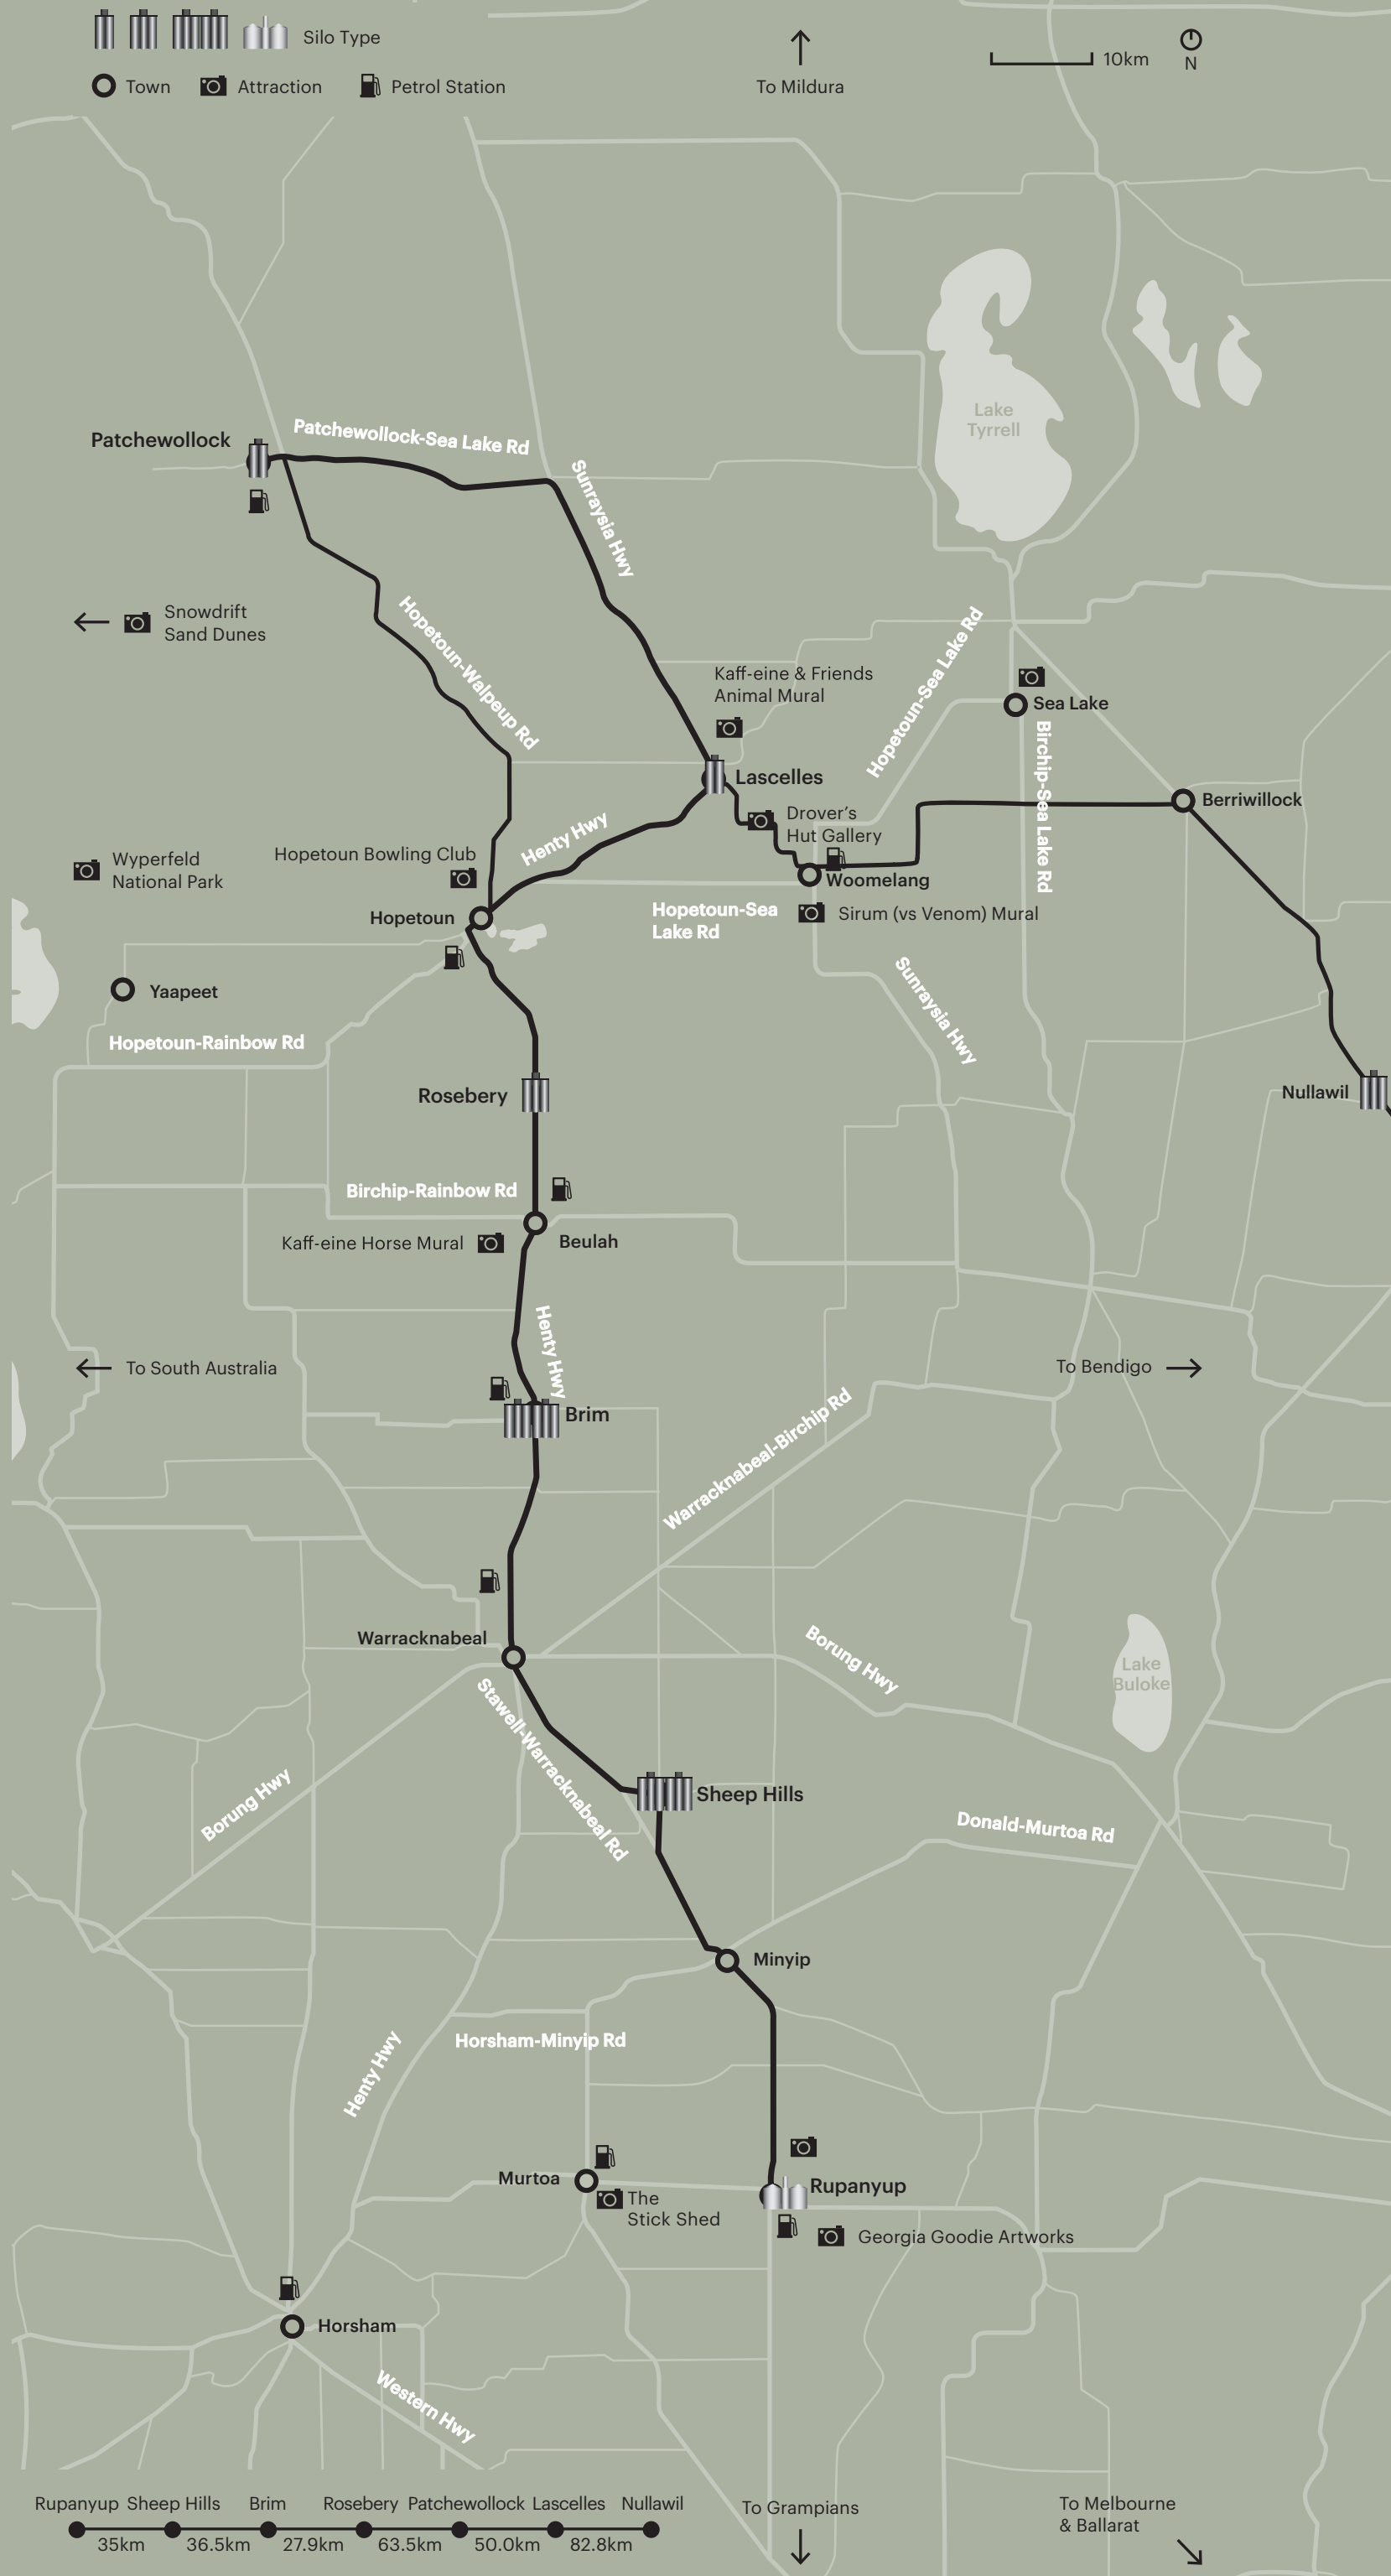 Silo Type
Town
Attraction
Petrol Station
To Mildura
10km
N
Lake
Tyrrell
Patchewollock
Patchewollock-Sea Lake Rd
Sunraysia Hwy
Snowdrift
Sand Dunes
Hopetoun-Walpeup Rd
Hopetoun-Sea Lake Rd
Kaff-eine & Friends
Animal Mural
Sea Lake
Birchip-Sea Lake Rd
Lascelles
Berriwillock
Drover's
Hut Gallery
Henty Hwy
Hopetoun Bowling Club
Wyperfeld
National Park
Woomelang
Hopetoun
Hopetoun-Sea
Lake Rd
Sirum (vs Venom) Mural
Sunraysia Hwy
Yaapeet
Hopetoun-Rainbow Rd
Rosebery
Nullawil
Birchip-Rainbow Rd
Kaff-eine Horse Mural
Beulah
Henty Hwy
To South Australia
To Bendigo
Brim
Warracknabeal-Birchip Rd
Warracknabeal
Borung Hwy
Lake
Buloke
Stawell-Warracknabeal Rd
Borung Hwy
Sheep Hills
Donald-Murtoa Rd
Minyip
Horsham-Minyip Rd
Henty Hwy
Murtoa
The
Stick Shed
Rupanyup
Georgia Goodie Artworks
Horsham
Western Hwy
Rupanyup Sheep Hills Brim Rosebery Patchewollock Lascelles Nullawil
35km 36.5km 27.9km 63.5km 50.0km 82.8km
To Grampians
To Melbourne
& Ballarat